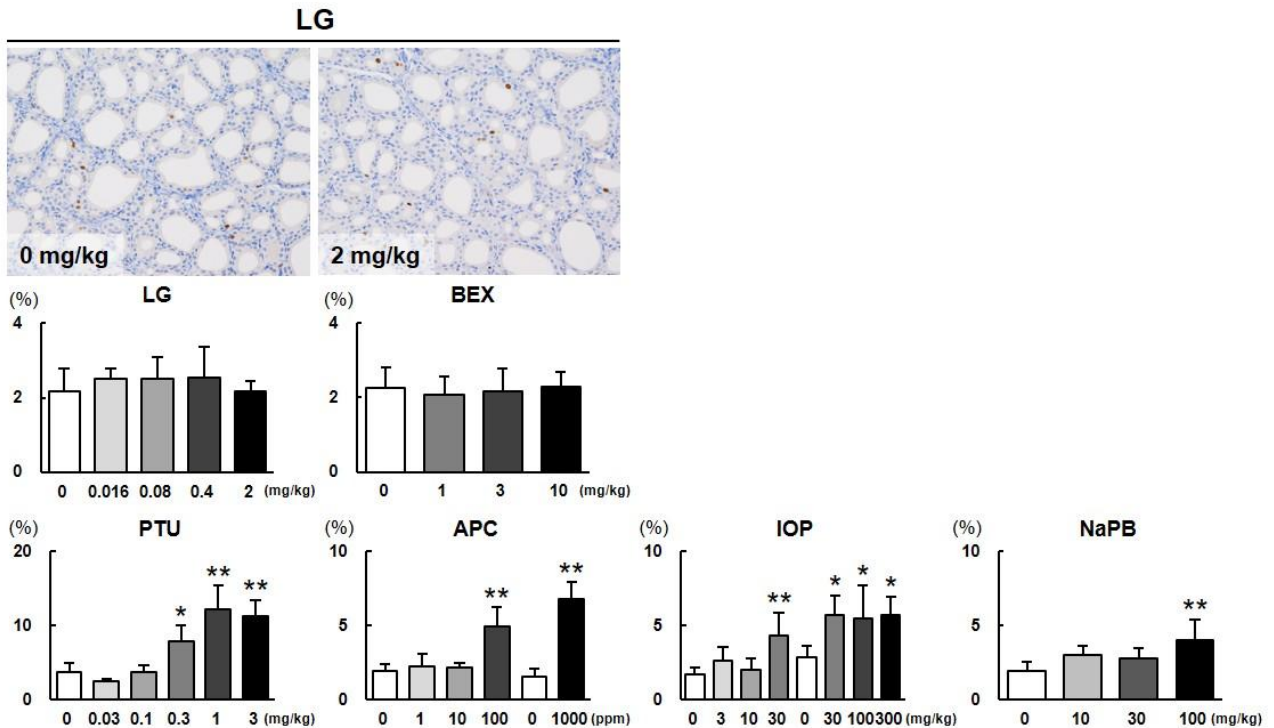 LG
0 mg/kg 2 mg/kg
(%) LG (%) BEX
4 4
2 2
0 0
0 0.016 0.08 0.4 2 (mg/kg) 0 1 3 10 (mg/kg)
(%) PTU (%) APC (%) IOP (%) NaPB
20 10 10 10
** ** ** * * * **
* **
10 5 5 5
0 0 0 0
0 0.03 0.1 0.3 1 3 (mg/kg) 0 1 10 100 0 1000 (ppm) 0 3 10 30 0 30 100 300 (mg/kg) 0 10 30 100 (mg/kg)